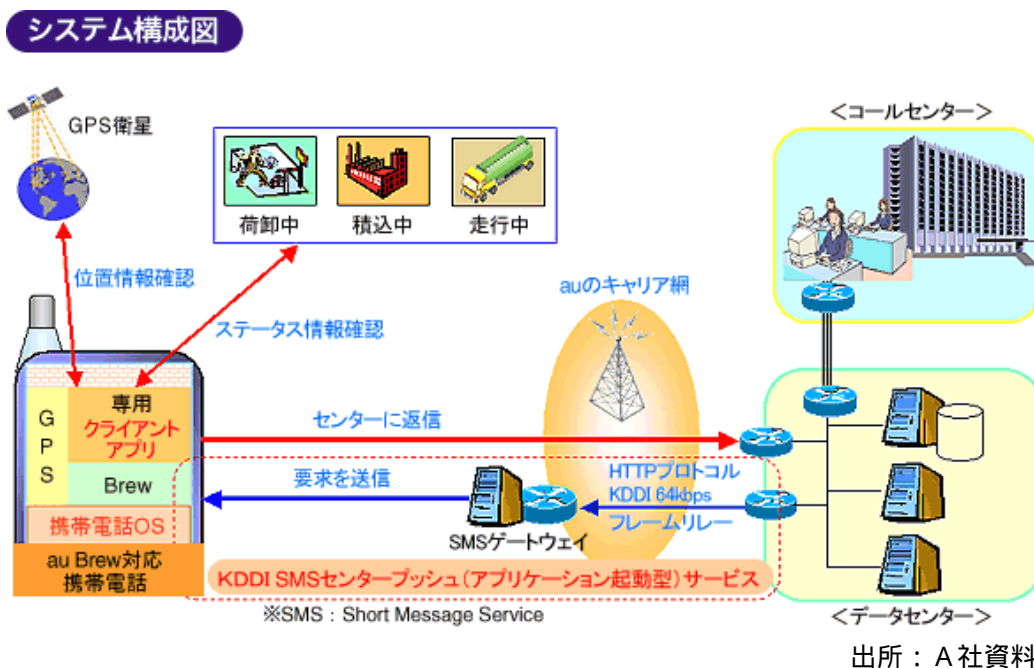 システム構成図
GPS衛星
＜コールセンター＞
荷卸中
積込中
走行中
位置情報確認
auのキャリア網
ステータス情報確認
GPS
専用
クライアント
アプリ
Brew
携帯電話OS
au Brew対応
携帯電話
センターに返信
要求を送信
HTTPプロトコル
KDDI 64kbps
フレームリレー
SMSゲートウェイ
KDDI SMSセンタープッシュ（アプリケーション起動型）サービス
※SMS：Short Message Service
＜データセンター＞
出所：Ａ社資料